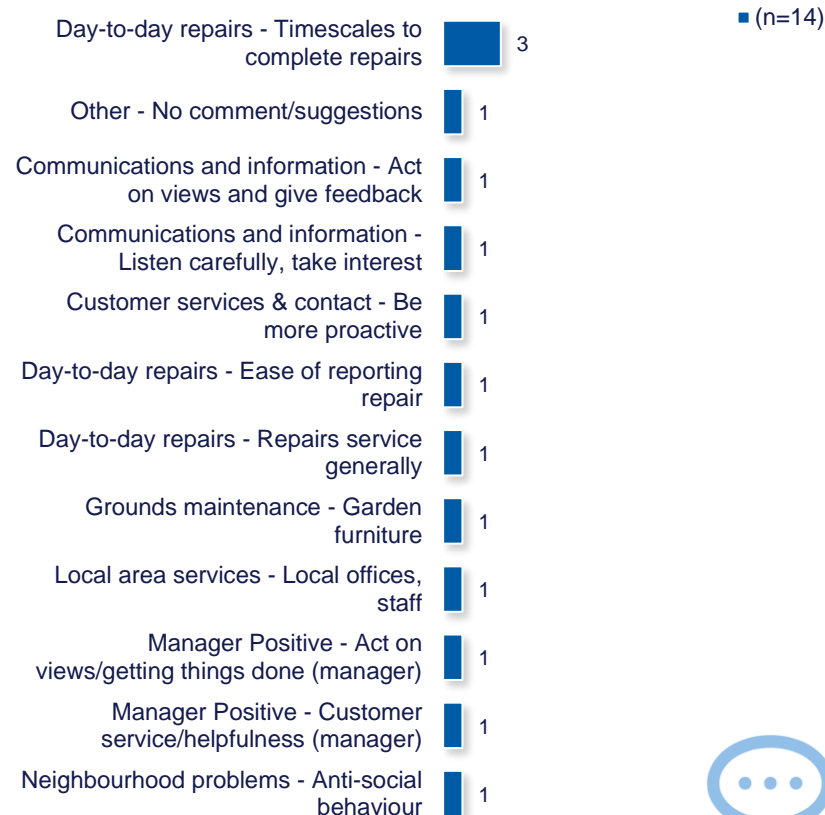 Day-to-day repairs - Timescales to
complete repairs
3
(n=14)
Other - No comment/suggestions
1
Communications and information - Act
on views and give feedback
1
Communications and information -
Listen carefully, take interest
1
Customer services & contact - Be
more proactive
1
Day-to-day repairs - Ease of reporting
repair
1
Day-to-day repairs - Repairs service
generally
1
Grounds maintenance - Garden
furniture
1
Local area services - Local offices,
staff
1
Manager Positive - Act on
views/getting things done (manager)
1
Manager Positive - Customer
service/helpfulness (manager)
1
Neighbourhood problems - Anti-social
behaviour
1